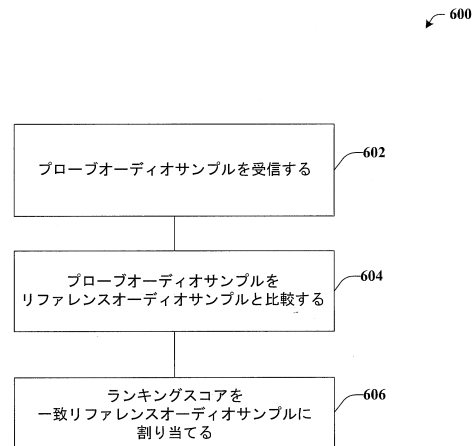 600
プローブオーディオサンプルを受信する
602
プローブオーディオサンプルを
リファレンスオーディオサンプルと比較する
604
ランキングスコアを
一致リファレンスオーディオサンプルに
割り当てる
606